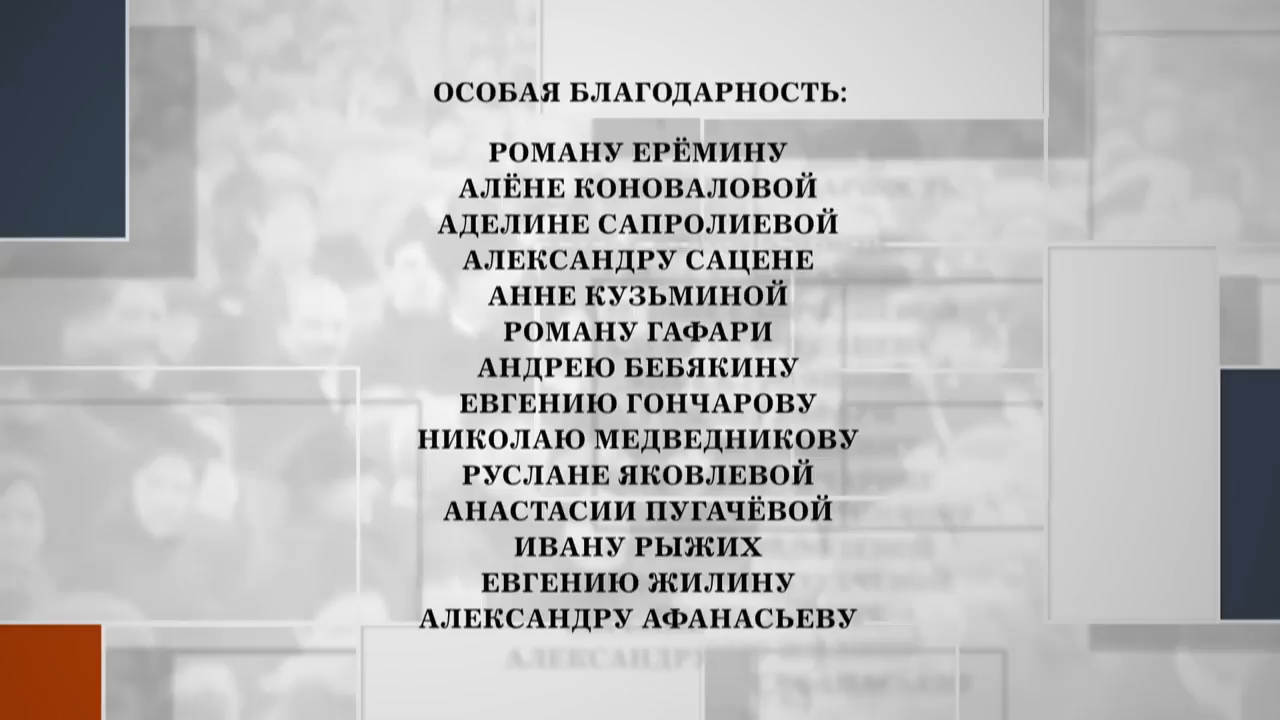 ОСОБАЯ БЛАГОДАРНОСТЬ:
РОМАНУ ЕРЁМИНУ
АЛЁНЕ КОНОВАЛОВОЙ
АДЕЛИНЕ САПРОЛИЕВОЙ
АЛЕКСАНДРУ САЦЕНЕ
АННЕ КУЗЬМИНОЙ
РОМАНУ ГАФАРИ
АНДРЕЮ БЕБЯКИНУ
ЕВГЕНИЮ ГОНЧАРОВУ
НИКОЛАЮ МЕДВЕДНИКОВУ
РУСЛАНЕ ЯКОВЛЕВОЙ
АНАСТАСИИ ПУГАЧЁВОЙ
ИВАНУ РЫЖИХ
ЕВГЕНИЮ ЖИЛИНУ
АЛЕКСАНДРУ АФАНАСЬЕВУ